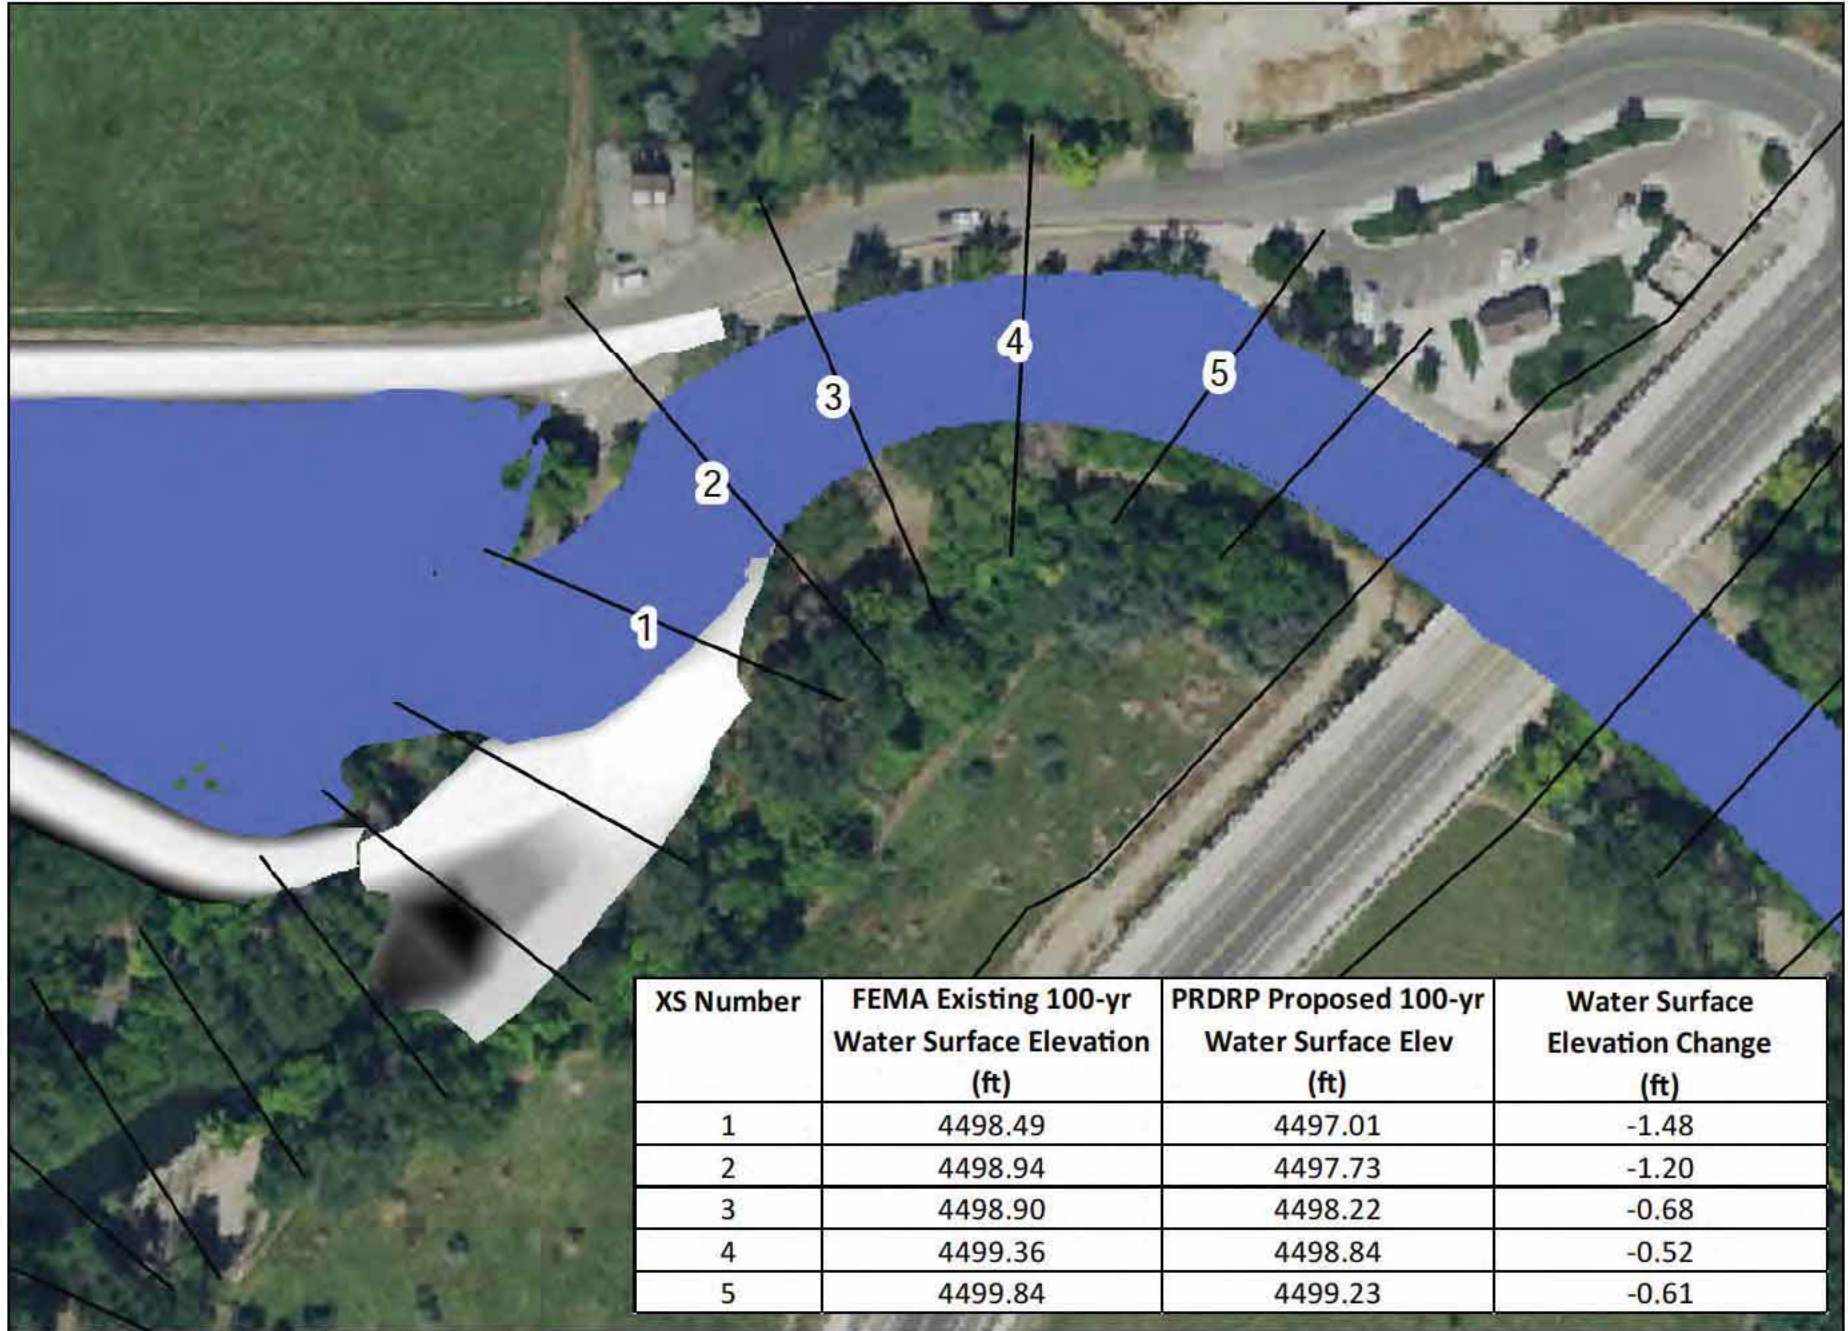 4
3
5
2
1
XS Number FEMA Existing 100-yr PRDRP Proposed 100-yr Water Surface
Water Surface Elevation Water Surface Elev Elevation Change
(ft) (ft) (ft)
1 4498.49 4497.01 -1.48
2 4498.94 4497.73 -1.20
3 4498.90 4498.22 -0.68
4 4499.36 4498.84 -0.52
5 4499.84 4499.23 -0.61